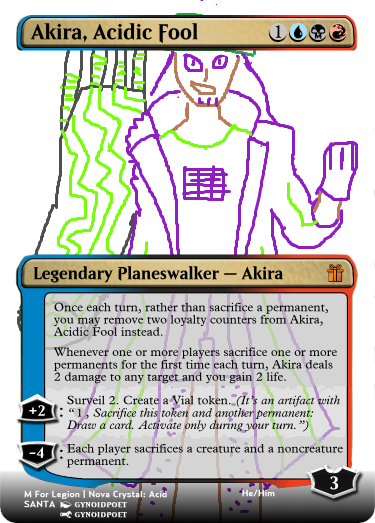 Akira, Acidic Fool 1
Legendary Planeswalker — Akira
Once each turn, rather than sacrifice a permanent,
you may remove two loyalty counters from Akira,
Acidic Fool instead.
Whenever one or more players sacrifice one or more
permanents for the first time each turn, Akira deals
2 damage to any target and you gain 2 life.
+2: Surveil 2. Create a Vial token. (It's an artifact with
"1 , Sacrifice this token and another permanent:
Draw a card. Activate only during your turn.")
-4: Each player sacrifices a creature and a noncreature
permanent.
3
M For Legion | Nova Crystal: Acid He/Him
SANTA GYNOIDPOET
GYNOIDPOET